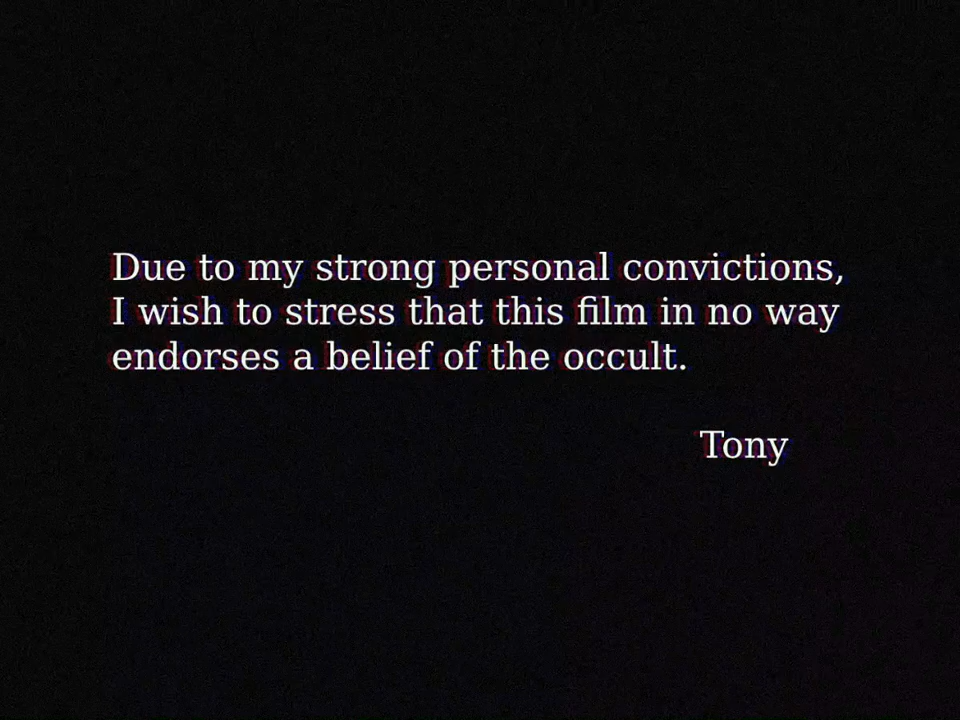 Due to my strong personal convictions,
I wish to stress that this film in no way
endorses a belief of the occult.
Tony